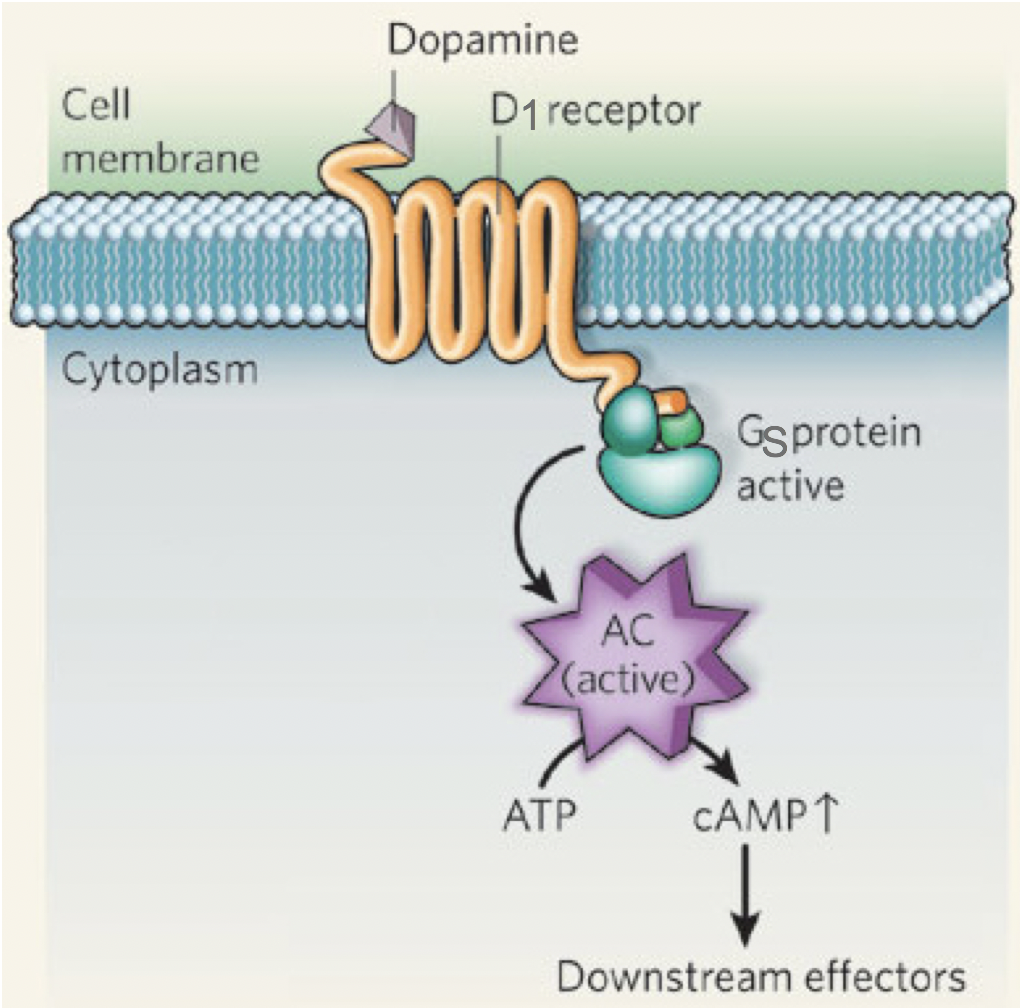 Dopamine
Cell
membrane
D1 receptor
Cytoplasm
GS protein
active
AC
(active)
ATP
cAMP↑
Downstream effectors